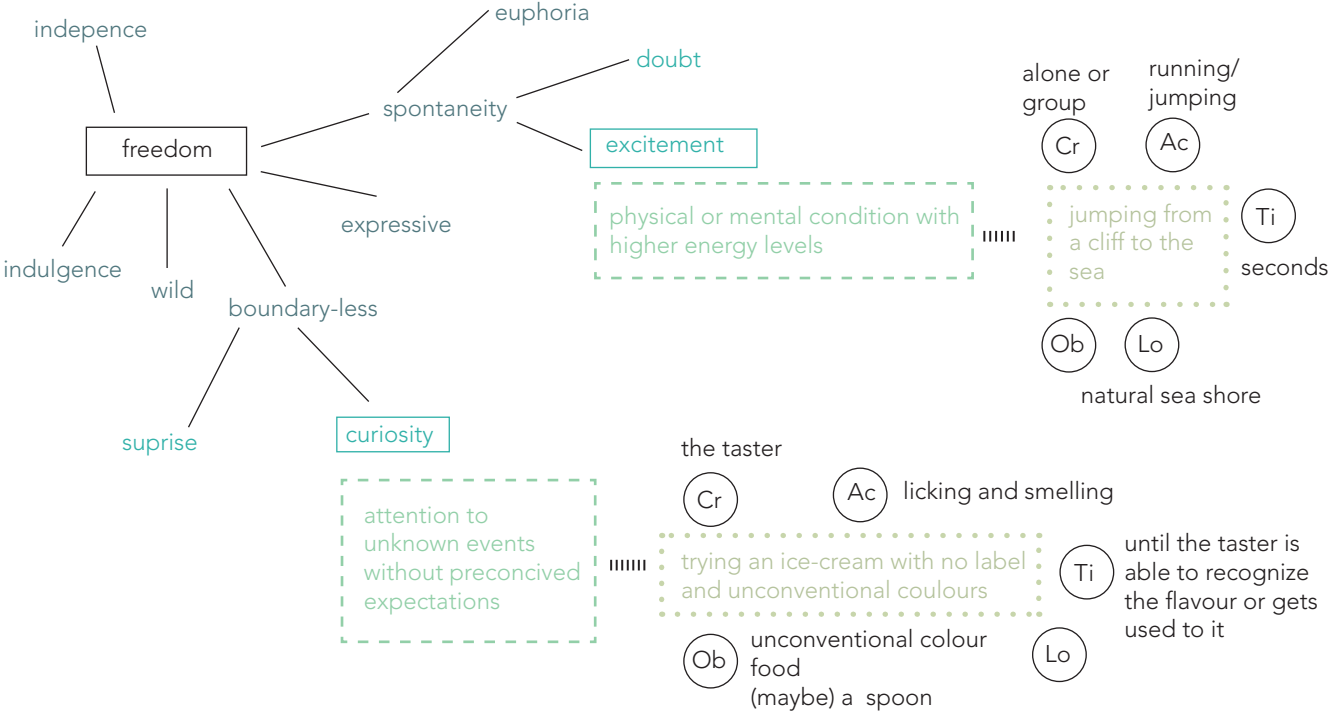 indepence
freedom
indulgence
wild
boundary-less
suprise
curiosity
attention to
unknown events
without preconcived
expectations
expressive
spontaneity
euphoria
doubt
excitement
physical or mental condition with
higher energy levels
alone or
group
Cr
running/
jumping
Ac
jumping from
a cliff to the
sea
Ti
seconds
Ob
Lo
natural sea shore
the taster
Cr
Ac
licking and smelling
trying an ice-cream with no label
and unconventional coulours
Ti
until the taster is
able to recognize
the flavour or gets
used to it
Ob
unconventional colour
food
(maybe) a spoon
Lo